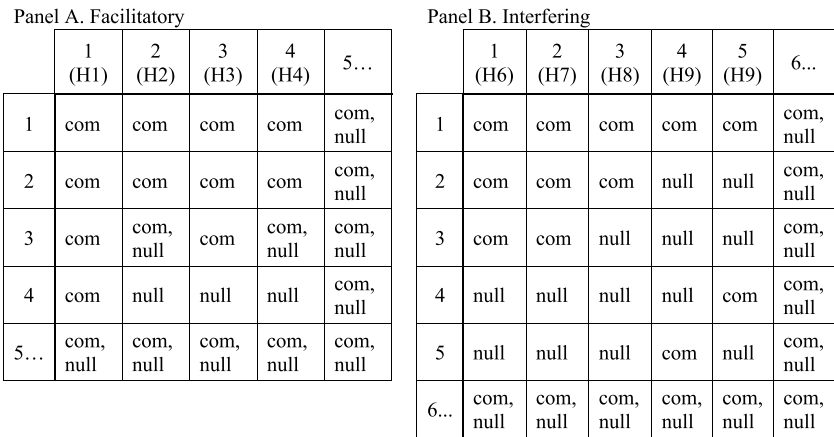 Panel A. Facilitatory
1 (H1) 2 (H2) 3 (H3) 4 (H4) 5…
1 com com com com com, null
2 com com com com com, null
3 com com, null com com, null com, null
4 com null null null com, null
5… com, null com, null com, null com, null com, null
Panel B. Interfering
1 (H6) 2 (H7) 3 (H8) 4 (H9) 5 (H9) 6...
1 com com com com com com, null
2 com com com null null com, null
3 com com null null null com, null
4 null null null null com com, null
5 null null null com null com, null
6... com, null com, null com, null com, null com, null com, null